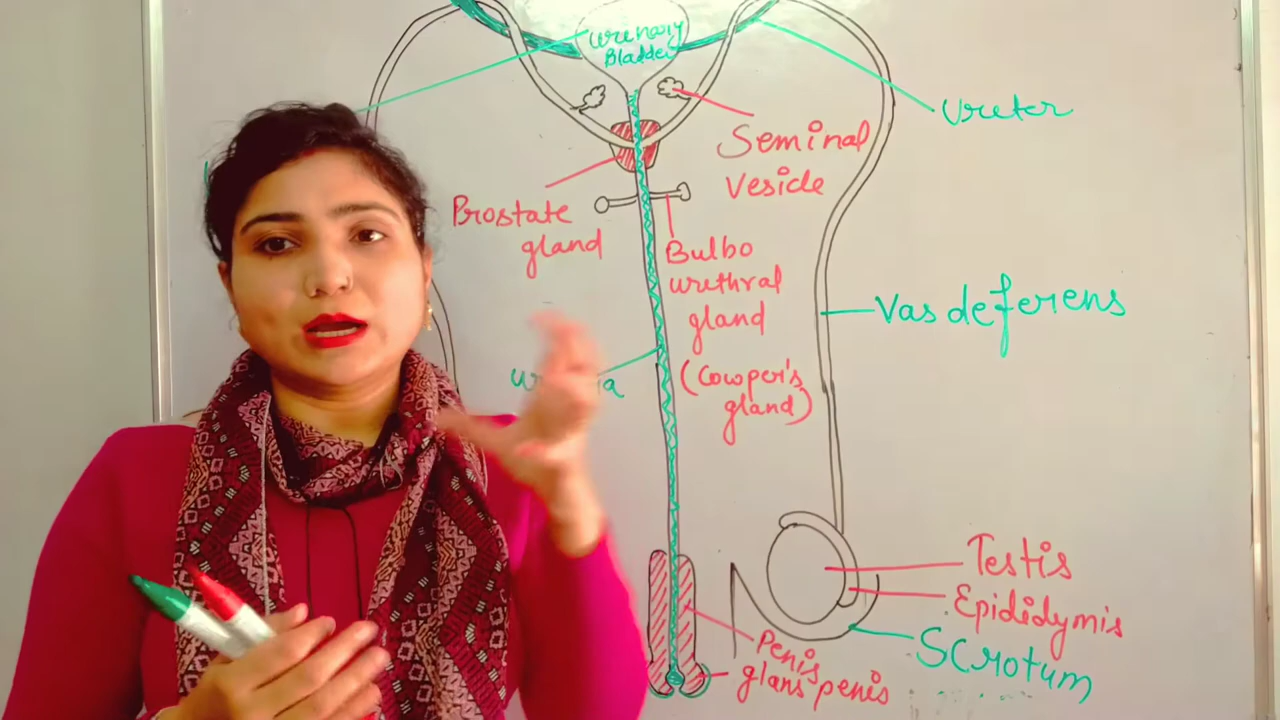 Urenary
Bladder
Ureter
Seminal
Vesicle
Prostate
gland
Bulbo
urethral
gland
(Cowper's
gland)
Vas deferens
Testis
Epididymis
Scrotum
Penis
glans penis